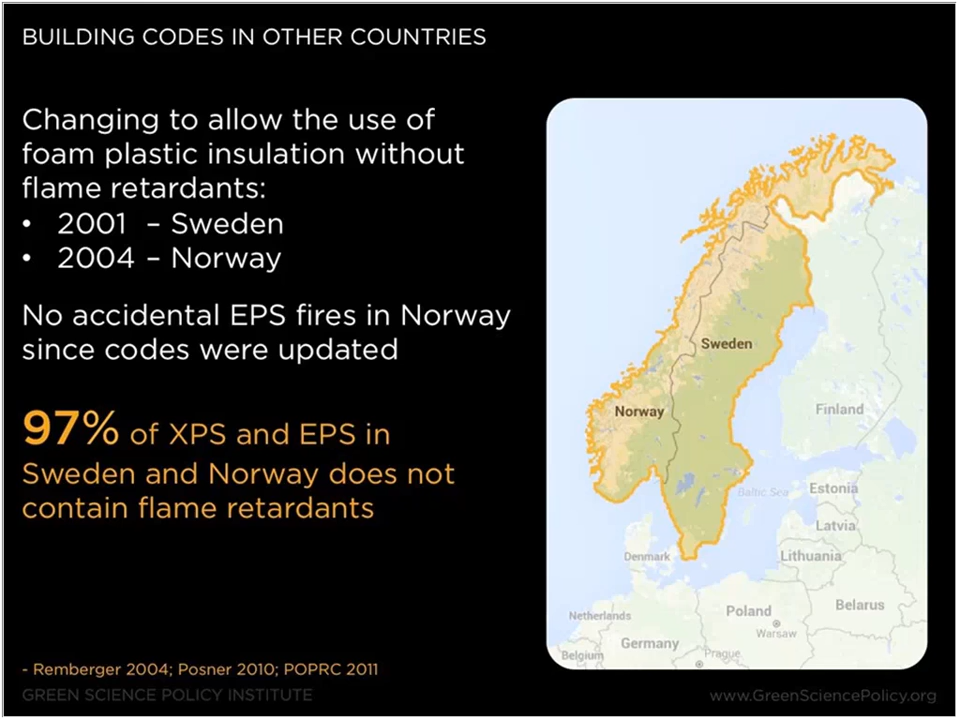 BUILDING CODES IN OTHER COUNTRIES
Changing to allow the use of
foam plastic insulation without
flame retardants:
• 2001 – Sweden
• 2004 – Norway
No accidental EPS fires in Norway
since codes were updated
97% of XPS and EPS in
Sweden and Norway does not
contain flame retardants
Sweden
Norway
Finland
Baltic Sea
Estonia
Latvia
Denmark
Lithuania
Netherlands
Poland
Belarus
Warsaw
Germany
Belgium
Prague
- Remberger 2004; Posner 2010; POPRC 2011
GREEN SCIENCE POLICY INSTITUTE
www.GreenSciencePolicy.org